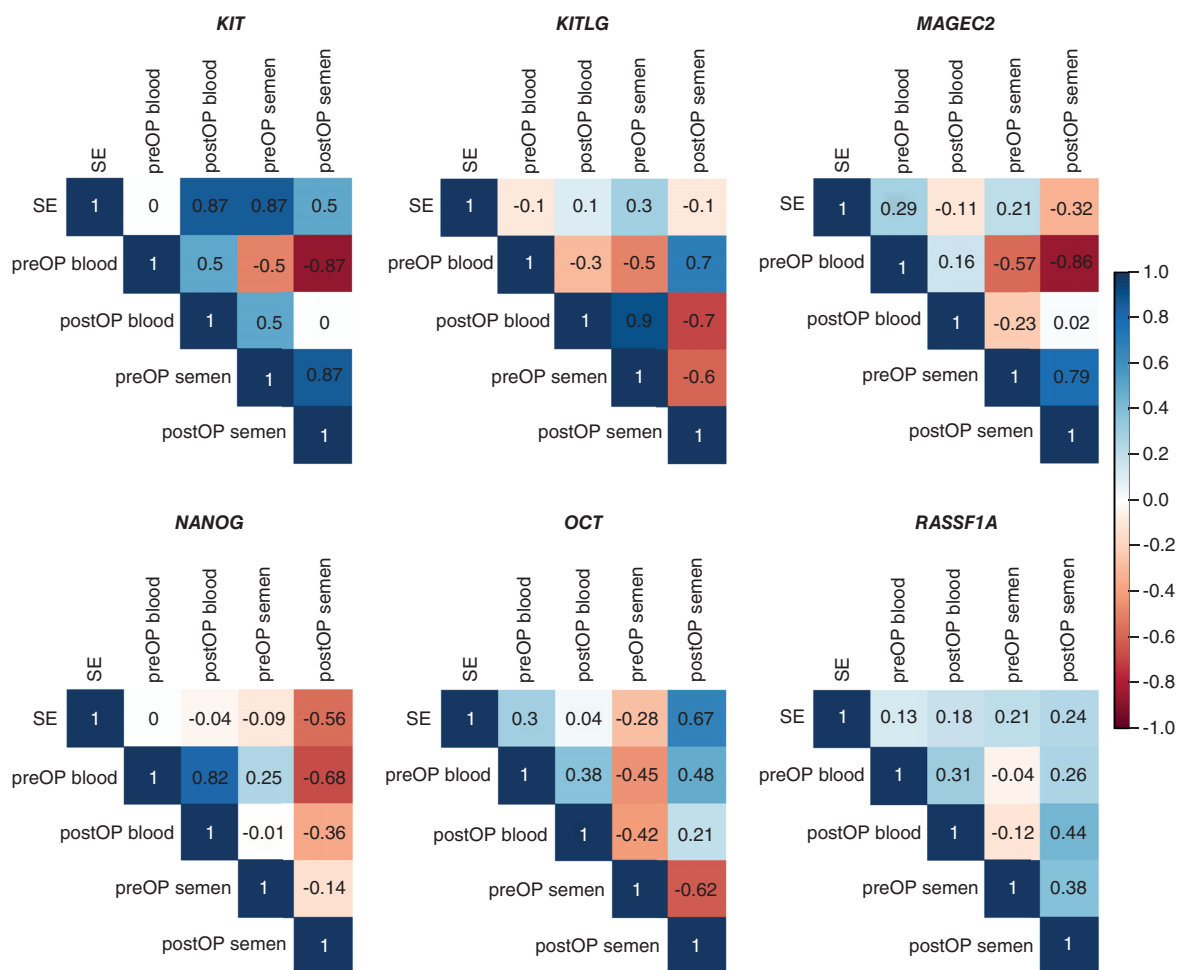 KIT
KITLG
MAGEC2
SE
preOP blood
postOP blood
preOP semen
postOP semen
SE
preOP blood
postOP blood
preOP semen
postOP semen
SE
preOP blood
postOP blood
preOP semen
postOP semen
SE 1 0 0.87 0.87 0.5
preOP blood 1 0.5 -0.5 -0.87
postOP blood 1 0.5 0
preOP semen 1 0.87
postOP semen 1
SE 1 -0.1 0.1 0.3 -0.1
preOP blood 1 -0.3 -0.5 0.7
postOP blood 1 0.9 -0.7
preOP semen 1 -0.6
postOP semen 1
SE 1 0.29 -0.11 0.21 -0.32
preOP blood 1 0.16 -0.57 -0.86
postOP blood 1 -0.23 0.02
preOP semen 1 0.79
postOP semen 1
1.0
0.8
0.6
0.4
0.2
0.0
-0.2
-0.4
-0.6
-0.8
-1.0
NANOG
OCT
RASSF1A
SE
preOP blood
postOP blood
preOP semen
postOP semen
SE
preOP blood
postOP blood
preOP semen
postOP semen
SE
preOP blood
postOP blood
preOP semen
postOP semen
SE 1 0 -0.04 -0.09 -0.56
preOP blood 1 0.82 0.25 -0.68
postOP blood 1 -0.01 -0.36
preOP semen 1 -0.14
postOP semen 1
SE 1 0.3 0.04 -0.28 0.67
preOP blood 1 0.38 -0.45 0.48
postOP blood 1 -0.42 0.21
preOP semen 1 -0.62
postOP semen 1
SE 1 0.13 0.18 0.21 0.24
preOP blood 1 0.31 -0.04 0.26
postOP blood 1 -0.12 0.44
preOP semen 1 0.38
postOP semen 1